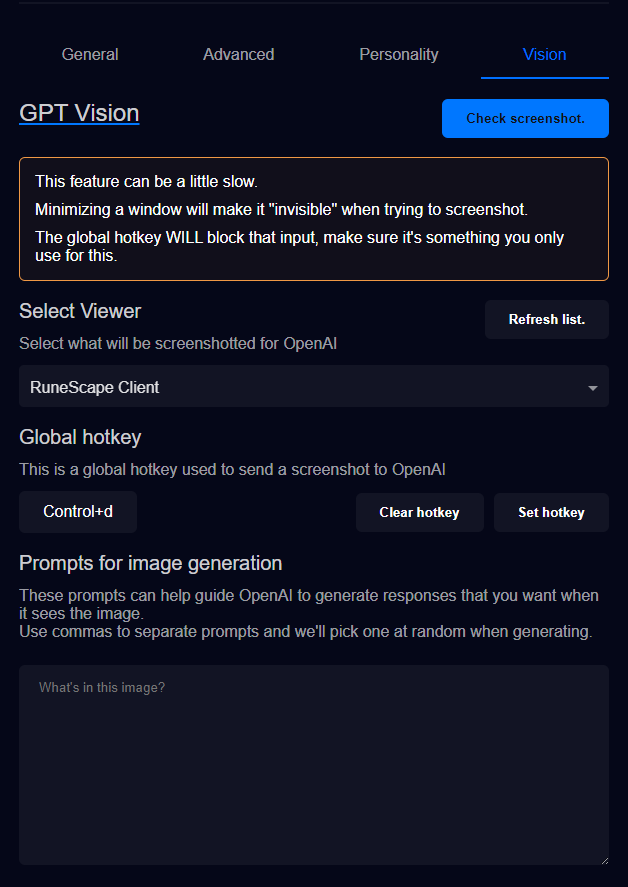 General Advanced Personality Vision
GPT Vision
Check screenshot.
This feature can be a little slow.
Minimizing a window will make it "invisible" when trying to screenshot.
The global hotkey WILL block that input, make sure it's something you only
use for this.
Select Viewer
Refresh list.
Select what will be screenshotted for OpenAI
RuneScape Client
Global hotkey
This is a global hotkey used to send a screenshot to OpenAI
Control+d Clear hotkey Set hotkey
Prompts for image generation
These prompts can help guide OpenAI to generate responses that you want when
it sees the image.
Use commas to separate prompts and we'll pick one at random when generating.
What's in this image?